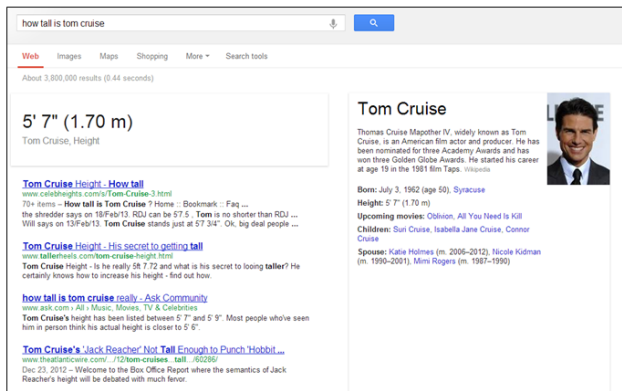 how tall is tom cruise
Web Images Maps Shopping More Search tools
About 3,800,000 results (0.44 seconds)
5' 7" (1.70 m)
Tom Cruise, Height
Tom Cruise Height - How tall
www.celebheights.com/s/Tom-Cruise-3.html
70+ items – How tall is Tom Cruise ? Home :: Bookmark :: Faq ...
the shredder says on 18/Feb/13. RDJ can be 5'7.5 , Tom is no shorter than RDJ ...
Will says on 13/Feb/13. Tom Cruise stands just at 5'7 3/4". Ok, big deal people ...
Tom Cruise Height - His secret to getting tall
www.tallerheels.com/tom-cruise-height.html
Tom Cruise Height - Is he really 5ft 7.72 and what is his secret to looing taller? He
certainly knows how to increase his height - find out how.
how tall is tom cruise really - Ask Community
www.ask.com › All › Music, Movies, TV & Celebrities
Tom Cruise's height has been listed between 5' 7" and 5' 9". Most people who've seen
him in person think his actual height is closer to 5' 6".
Tom Cruise's 'Jack Reacher' Not Tall Enough to Punch 'Hobbit ...
www.theatlanticwire.com/.../12/tom-cruises...tall.../60286/
Dec 23, 2012 – Welcome to the Box Office Report where the semantics of Jack
Reacher's height will be debated with much fervor.
Tom Cruise
Thomas Cruise Mapother IV, widely known as Tom
Cruise, is an American film actor and producer. He has
been nominated for three Academy Awards and has
won three Golden Globe Awards. He started his career
at age 19 in the 1981 film Taps. Wikipedia
Born: July 3, 1962 (age 50), Syracuse
Height: 5' 7" (1.70 m)
Upcoming movies: Oblivion, All You Need Is Kill
Children: Suri Cruise, Isabella Jane Cruise, Connor
Cruise
Spouse: Katie Holmes (m. 2006–2012), Nicole Kidman
(m. 1990–2001), Mimi Rogers (m. 1987–1990)